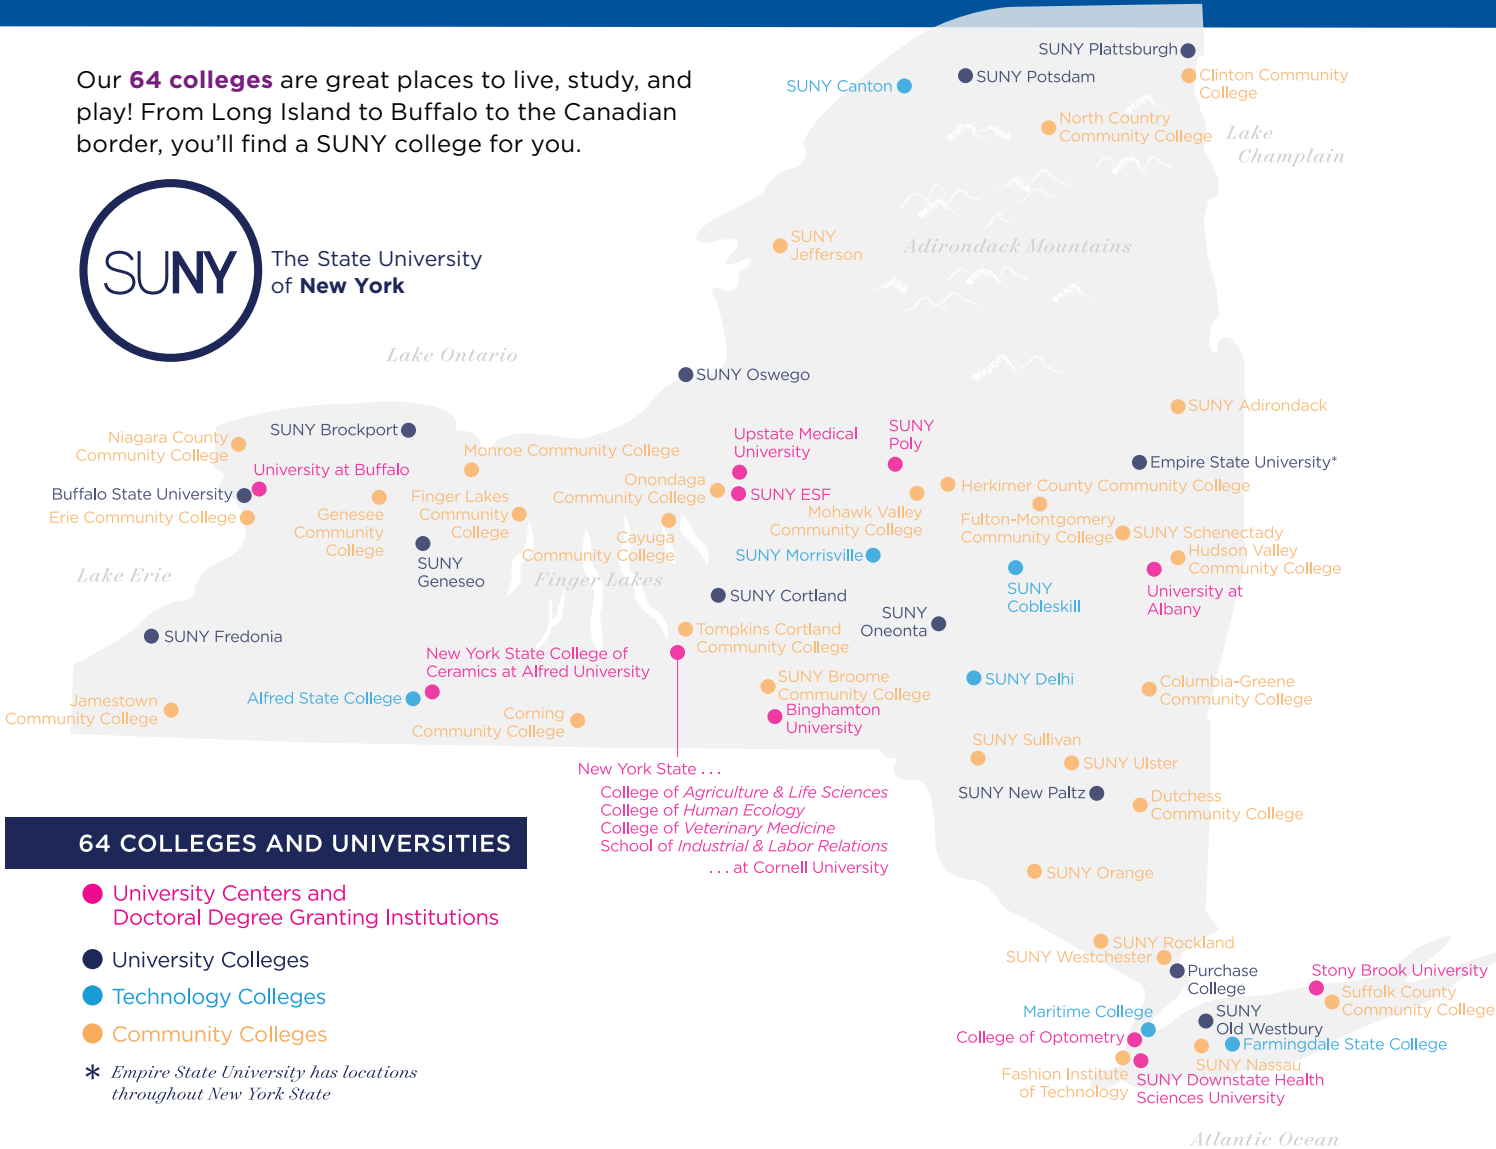 Our 64 colleges are great places to live, study, and
play! From Long Island to Buffalo to the Canadian
border, you'll find a SUNY college for you.
SUNY
The State University
of New York
SUNY Plattsburgh
SUNY Canton
SUNY Potsdam
Clinton Community
College
North Country
Community College
Lake
Champlain
SUNY
Jefferson
Adirondack Mountains
Lake Ontario
SUNY Oswego
SUNY Adirondack
Niagara County
Community College
SUNY Brockport
Monroe Community College
Upstate Medical
University
SUNY
Poly
Empire State University*
University at Buffalo
Buffalo State University
Erie Community College
Genesee
Community
College
Finger Lakes
Community
College
Onondaga
Community College
SUNY ESF
Herkimer County Community College
Mohawk Valley
Community College
Fulton-Montgomery
Community College
SUNY Schenectady
Hudson Valley
Community College
Cayuga
Community College
SUNY Morrisville
SUNY
Geneseo
Lake Erie
Finger Lakes
SUNY
Cobleskill
University at
Albany
SUNY Cortland
SUNY
Oneonta
SUNY Fredonia
Tompkins Cortland
Community College
New York State College of
Ceramics at Alfred University
Alfred State College
SUNY Broome
Community College
SUNY Delhi
Columbia-Greene
Community College
Jamestown
Community College
Corning
Community College
Binghamton
University
SUNY Sullivan
SUNY Ulster
New York State . . .
College of Agriculture & Life Sciences
College of Human Ecology
College of Veterinary Medicine
School of Industrial & Labor Relations
. . . at Cornell University
SUNY New Paltz
Dutchess
Community College
SUNY Orange
64 COLLEGES AND UNIVERSITIES
University Centers and
Doctoral Degree Granting Institutions
University Colleges
Technology Colleges
Community Colleges
* Empire State University has locations
throughout New York State
SUNY Rockland
SUNY Westchester
Purchase
College
Stony Brook University
Suffolk County
Community College
Maritime College
SUNY
Old Westbury
College of Optometry
Farmingdale State College
SUNY Nassau
Fashion Institute
of Technology
SUNY Downstate Health
Sciences University
Atlantic Ocean